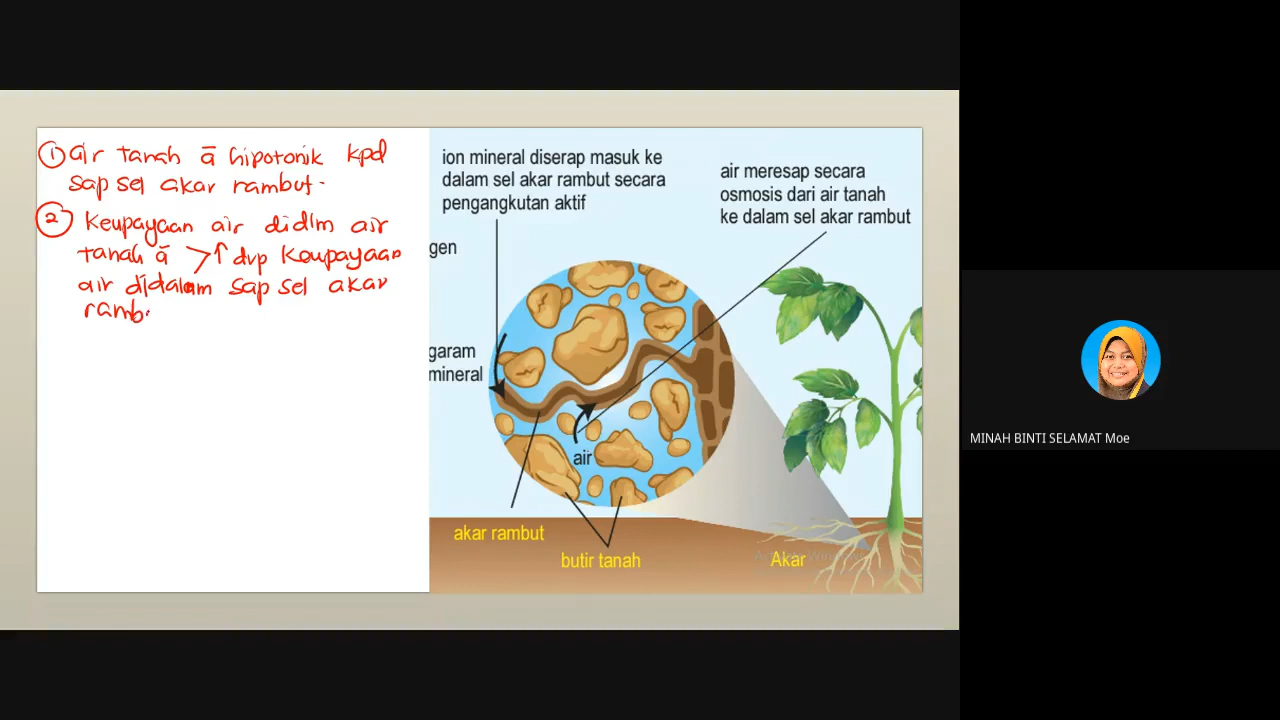 ① air tanah ā hipotonik kpd
sap sel akar rambut.
② Keupayaan air didlm air
tanah ā >↑ drp keupayaan
air didalam sap sel akar
ramb
ion mineral diserap masuk ke
dalam sel akar rambut secara
pengangkutan aktif
air meresap secara
osmosis dari air tanah
ke dalam sel akar rambut
gen
garam
mineral
air
akar rambut
butir tanah
Akar
MINAH BINTI SELAMAT Moe